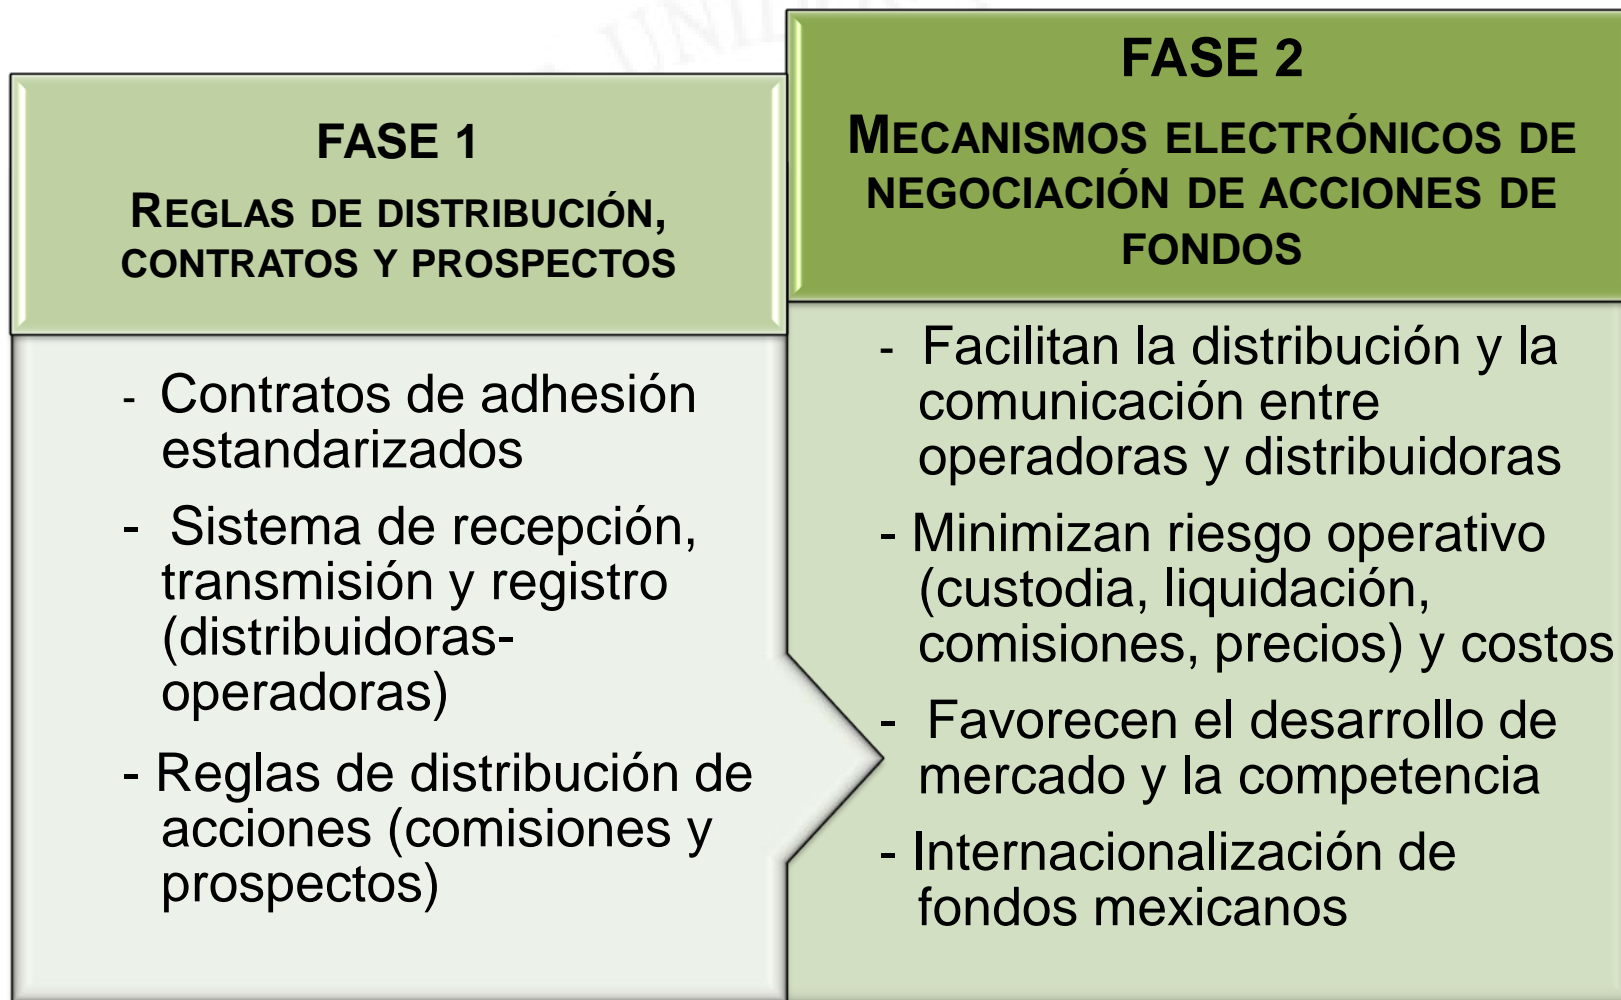 FASE 1
REGLAS DE DISTRIBUCIÓN,
CONTRATOS Y PROSPECTOS
- Contratos de adhesión
estandarizados
- Sistema de recepción,
transmisión y registro
(distribuidoras-
operadoras)
- Reglas de distribución de
acciones (comisiones y
prospectos)
FASE 2
MECANISMOS ELECTRÓNICOS DE
NEGOCIACIÓN DE ACCIONES DE
FONDOS
- Facilitan la distribución y la
comunicación entre
operadoras y distribuidoras
- Minimizan riesgo operativo
(custodia, liquidación,
comisiones, precios) y costos
- Favorecen el desarrollo de
mercado y la competencia
- Internacionalización de
fondos mexicanos